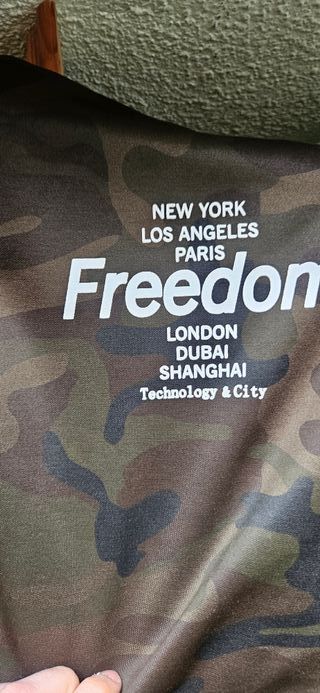 NEW YORK
LOS ANGELES
PARIS
Freedom
LONDON
DUBAI
SHANGHAI
Technology & City